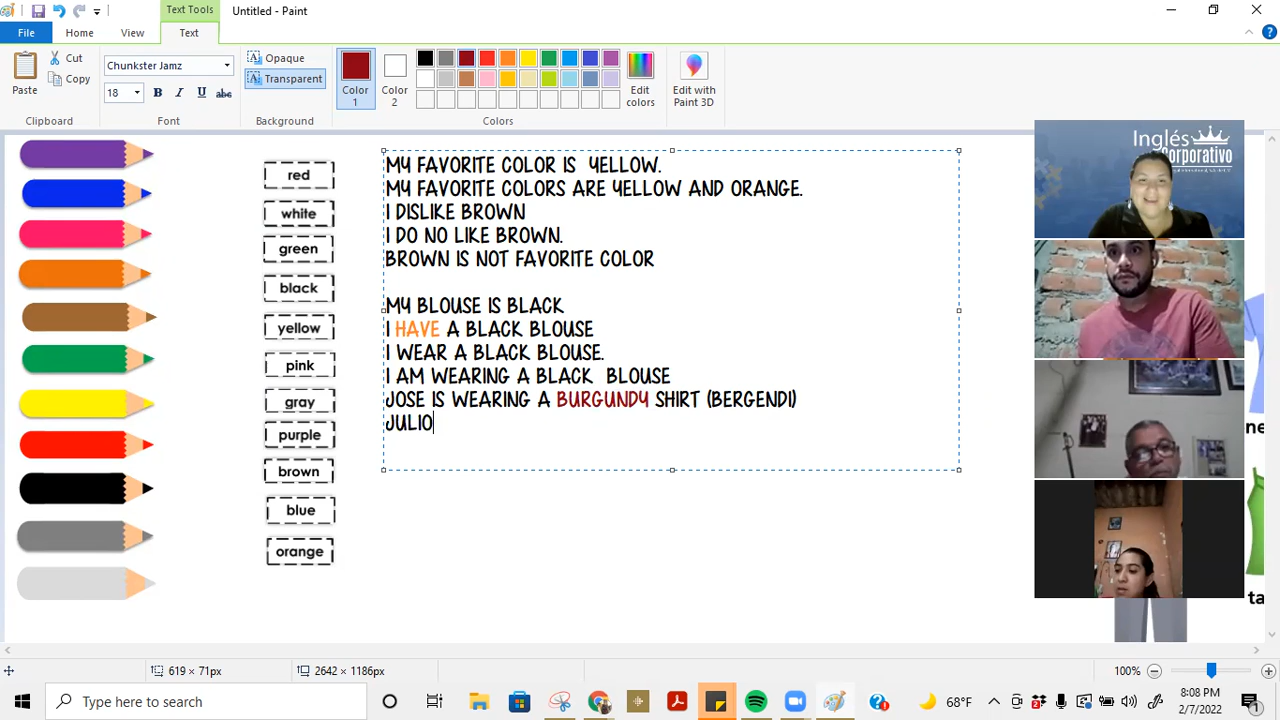 Text Tools
Untitled - Paint
File
Home
View
Text
Paste
Cut
Copy
Clipboard
Chunkster Jamz
18
B
I
U
abc
Font
Opaque
Transparent
Background
Color 1
Color 2
Edit colors
Colors
Edit with Paint 3D
red
white
green
black
yellow
pink
gray
purple
brown
blue
orange
MY FAVORITE COLOR IS YELLOW.
MY FAVORITE COLORS ARE YELLOW AND ORANGE.
I DISLIKE BROWN
I DO NO LIKE BROWN.
BROWN IS NOT FAVORITE COLOR
MY BLOUSE IS BLACK
I HAVE A BLACK BLOUSE
I WEAR A BLACK BLOUSE.
I AM WEARING A BLACK BLOUSE
JOSE IS WEARING A BURGUNDY SHIRT (BERGENDI)
JULIO
Inglés
Corporativo
ne
ta
619 × 71px
2642 × 1186px
100%
Type here to search
68°F
8:08 PM
2/7/2022